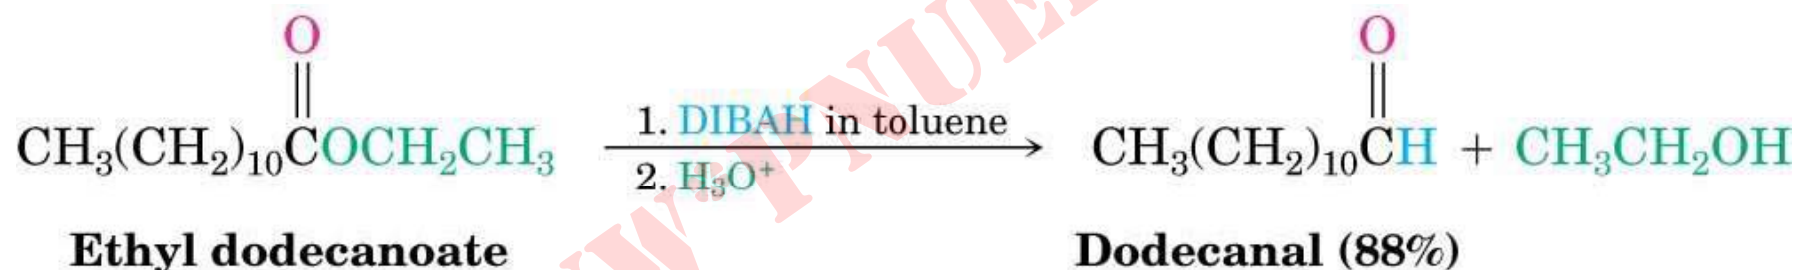 O O
CH₃(CH₂)₁₀COCH₂CH₃ 1. DIBAH in toluene 2. H₃O⁺ CH₃(CH₂)₁₀CH + CH₃CH₂OH
Ethyl dodecanoate Dodecanal (88%)